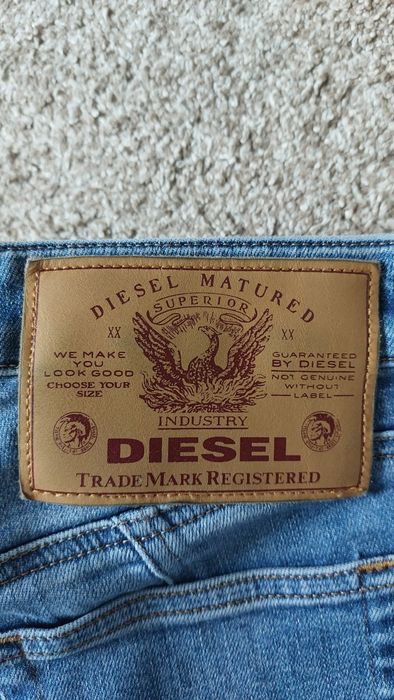 DIESEL MATURED
SUPERIOR
XX XX
WE MAKE
YOU
LOOK GOOD
CHOOSE YOUR
SIZE
GUARANTEED
BY DIESEL
NOT GENUINE
WITHOUT
LABEL
INDUSTRY
DIESEL
TRADE MARK REGISTERED